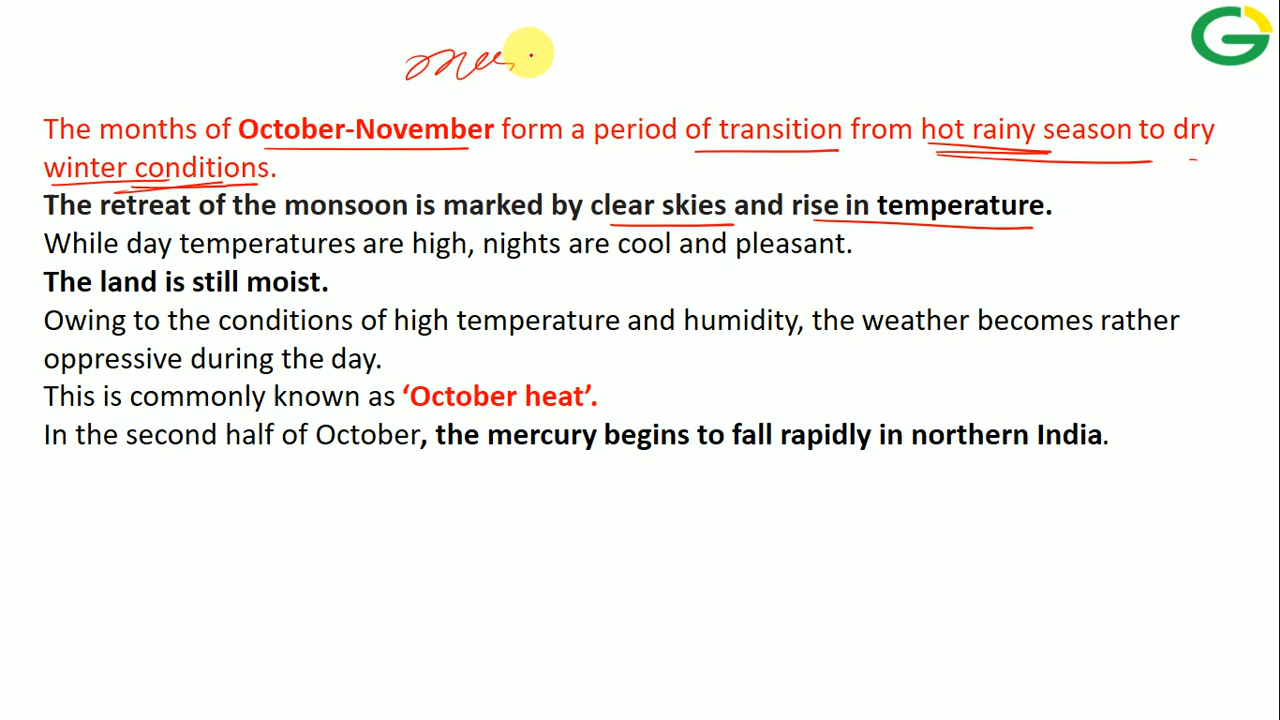 The months of October-November form a period of transition from hot rainy season to dry
winter conditions.
The retreat of the monsoon is marked by clear skies and rise in temperature.
While day temperatures are high, nights are cool and pleasant.
The land is still moist.
Owing to the conditions of high temperature and humidity, the weather becomes rather
oppressive during the day.
This is commonly known as ‘October heat’.
In the second half of October, the mercury begins to fall rapidly in northern India.